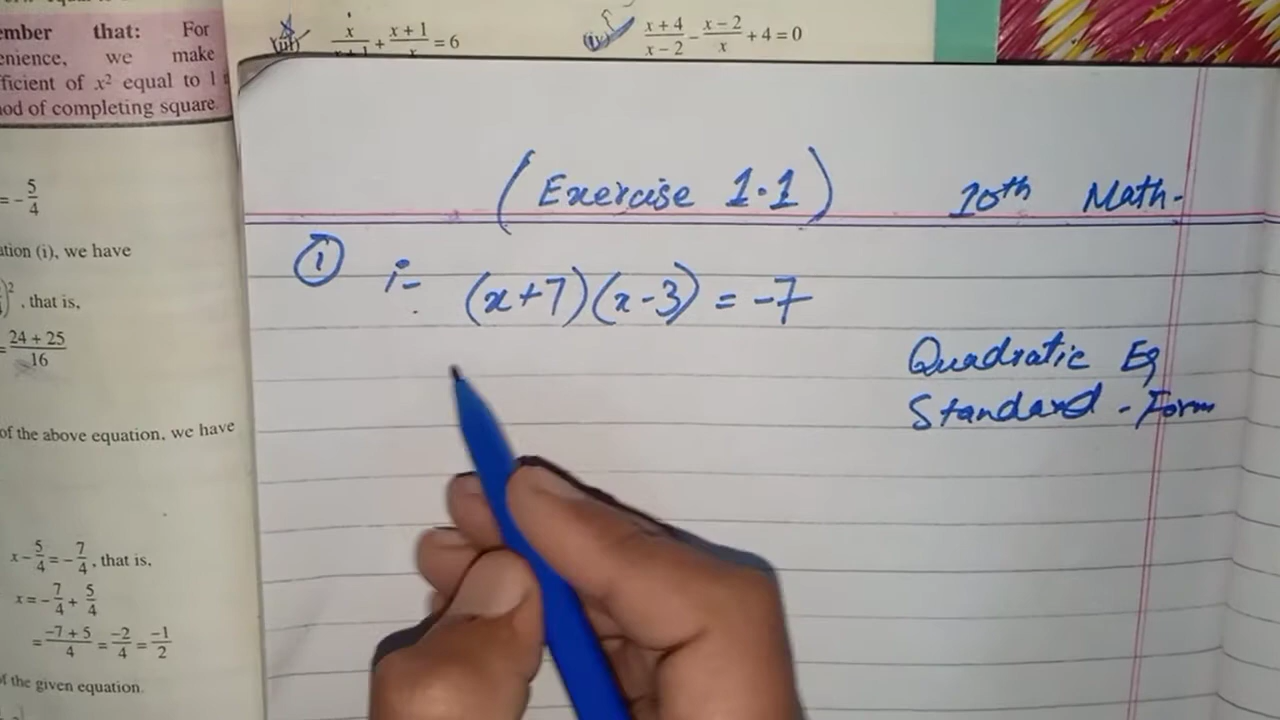 ember that: For
enience, we make
fficient of x² equal to 1
od of completing square.
= -5/4
ation (i), we have
)², that is,
= 24 + 25 / 16
of the above equation, we have
x - 5/4 = -7/4, that is,
x = -7/4 + 5/4
= -7 + 5 / 4 = -2/4 = -1/2
f the given equation.
(iii) x/x+1 + x+1/x = 6
(iv) x+4/x-2 - x-2/x + 4 = 0
(Exercise 1.1) 10th Math-
① i- (x+7)(x-3) = -7
Quadratic Eq
Standard - Form